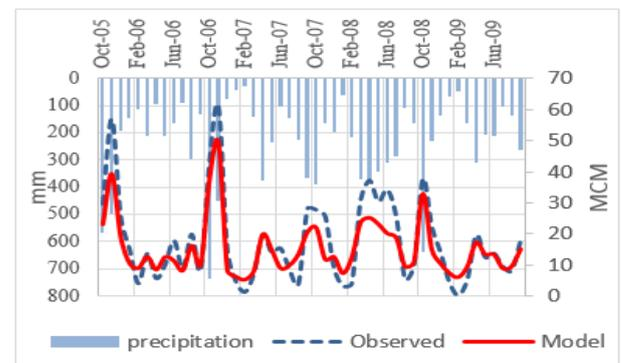 Oct-05 Feb-06 Jun-06 Oct-06 Feb-07 Jun-07 Oct-07 Feb-08 Jun-08 Oct-08 Feb-09 Jun-09
0 70
100 60
200 50
300 40
400 30
500 20
600 10
700 0
800
mm
MCM
precipitation Observed Model